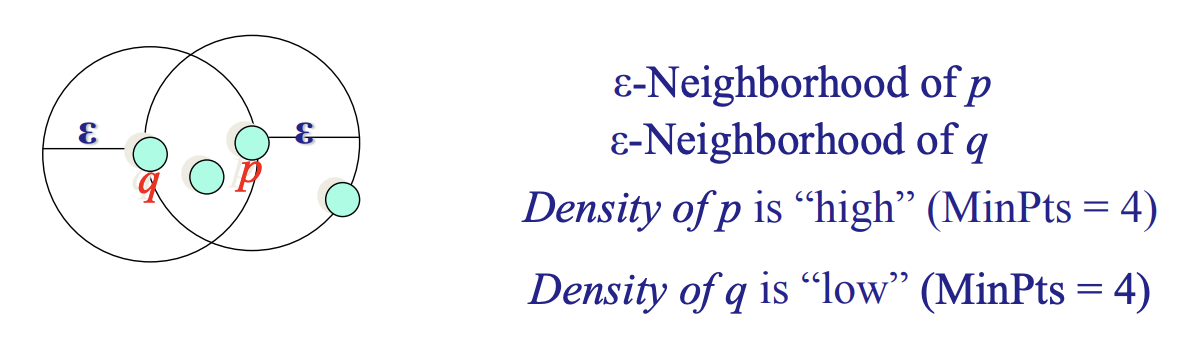 ε
ε
q
p
ε-Neighborhood of p
ε-Neighborhood of q
Density of p is “high” (MinPts = 4)
Density of q is “low” (MinPts = 4)